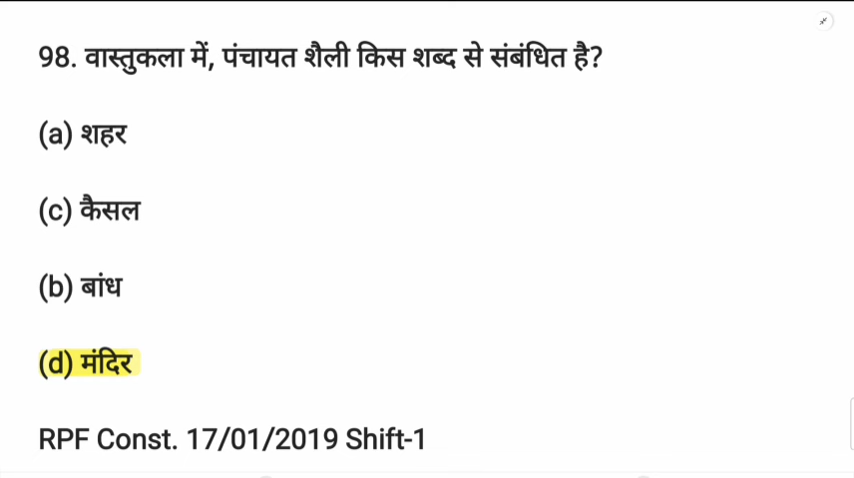 98. वास्तुकला में, पंचायत शैली किस शब्द से संबंधित है?
(a) शहर
(c) कैसल
(b) बांध
(d) मंदिर
RPF Const. 17/01/2019 Shift-1